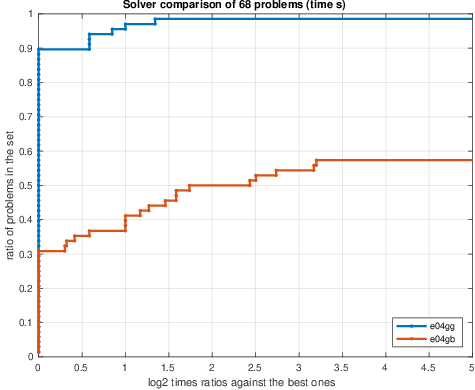 Solver comparison of 68 problems (time s)
ratio of problems in the set
1
0.9
0.8
0.7
0.6
0.5
0.4
0.3
0.2
0.1
0
0 0.5 1 1.5 2 2.5 3 3.5 4 4.5 5
log2 times ratios against the best ones
e04gg
e04gb